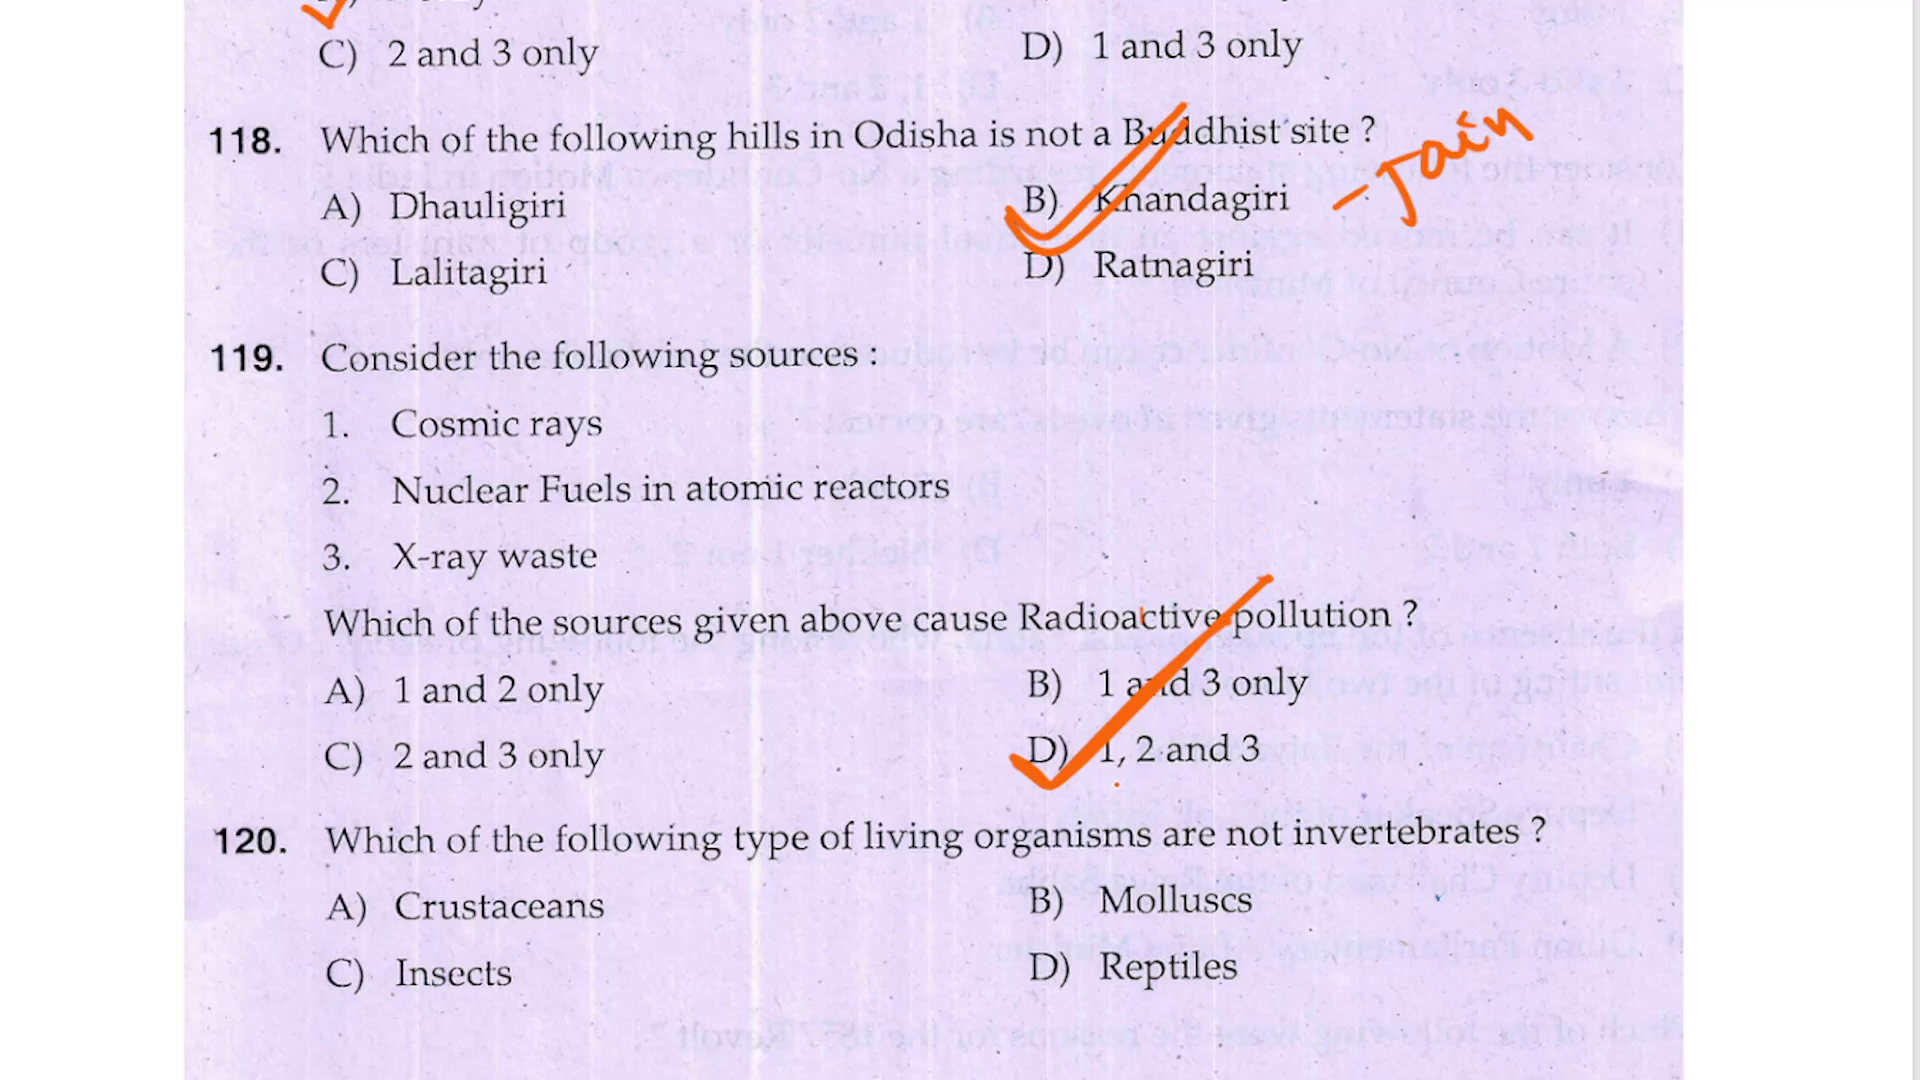 C) 2 and 3 only D) 1 and 3 only
118. Which of the following hills in Odisha is not a Buddhist site ?
A) Dhauligiri B) Khandagiri – Jain
C) Lalitagiri D) Ratnagiri
119. Consider the following sources :
1. Cosmic rays
2. Nuclear Fuels in atomic reactors
3. X-ray waste
Which of the sources given above cause Radioactive pollution ?
A) 1 and 2 only B) 1 and 3 only
C) 2 and 3 only D) 1, 2 and 3
120. Which of the following type of living organisms are not invertebrates ?
A) Crustaceans B) Molluscs
C) Insects D) Reptiles